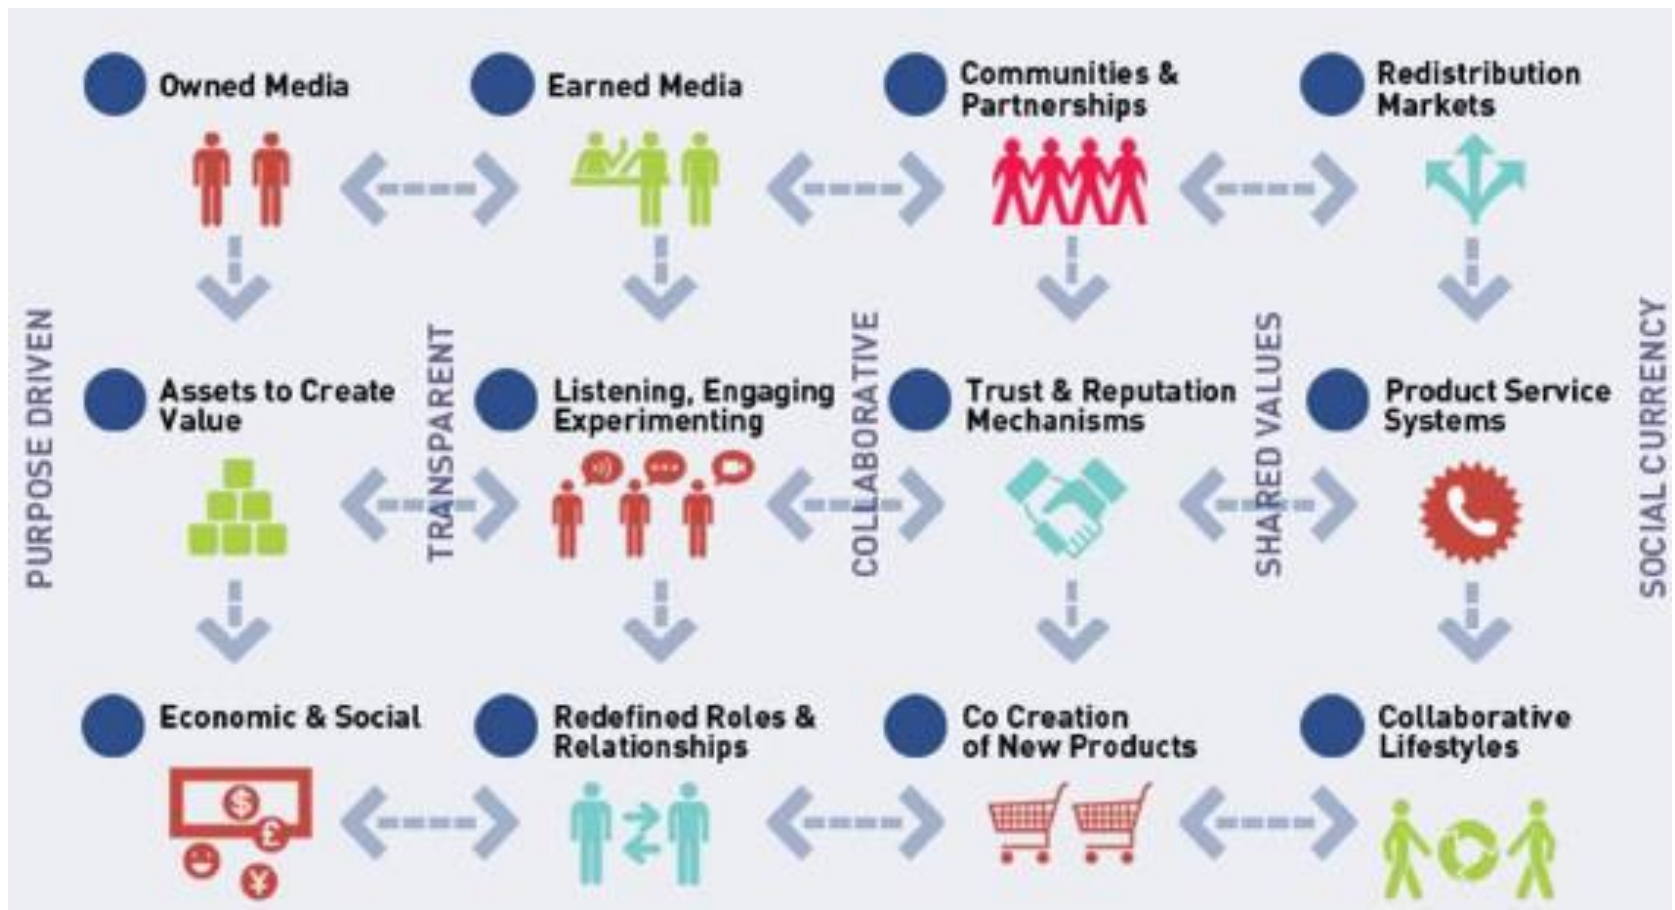 Owned Media
Earned Media
Communities &
Partnerships
Redistribution
Markets
PURPOSE DRIVEN
Assets to Create
Value
TRANSPARENT
Listening, Engaging
Experimenting
COLLABORATIVE
Trust & Reputation
Mechanisms
SHARED VALUES
Product Service
Systems
SOCIAL CURRENCY
Economic & Social
$
£
¥
Redefined Roles &
Relationships
Co Creation
of New Products
Collaborative
Lifestyles